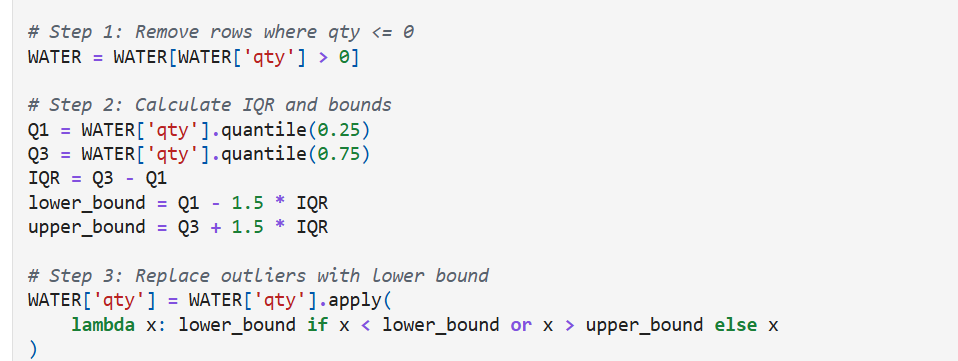 # Step 1: Remove rows where qty <= 0
WATER = WATER[WATER['qty'] > 0]
# Step 2: Calculate IQR and bounds
Q1 = WATER['qty'].quantile(0.25)
Q3 = WATER['qty'].quantile(0.75)
IQR = Q3 - Q1
lower_bound = Q1 - 1.5 * IQR
upper_bound = Q3 + 1.5 * IQR
# Step 3: Replace outliers with lower bound
WATER['qty'] = WATER['qty'].apply(
    lambda x: lower_bound if x < lower_bound or x > upper_bound else x
)